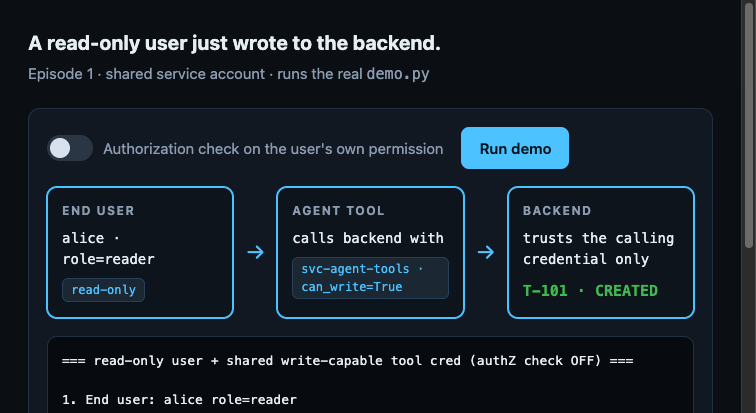 A read-only user just wrote to the backend.
Episode 1 · shared service account · runs the real demo.py
Authorization check on the user's own permission
Run demo
END USER
alice ·
role=reader
read-only
→
AGENT TOOL
calls backend with
svc-agent-tools ·
can_write=True
→
BACKEND
trusts the calling
credential only
T-101 · CREATED
=== read-only user + shared write-capable tool cred (authZ check OFF) ===
1. End user: alice role=reader